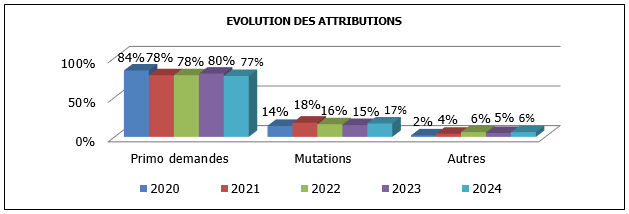 EVOLUTION DES ATTRIBUTIONS
100%
50%
0%
84% 78% 78% 80% 77%
14% 18% 16% 15% 17%
2% 4% 6% 5% 6%
Primo demandes Mutations Autres
2020 2021 2022 2023 2024